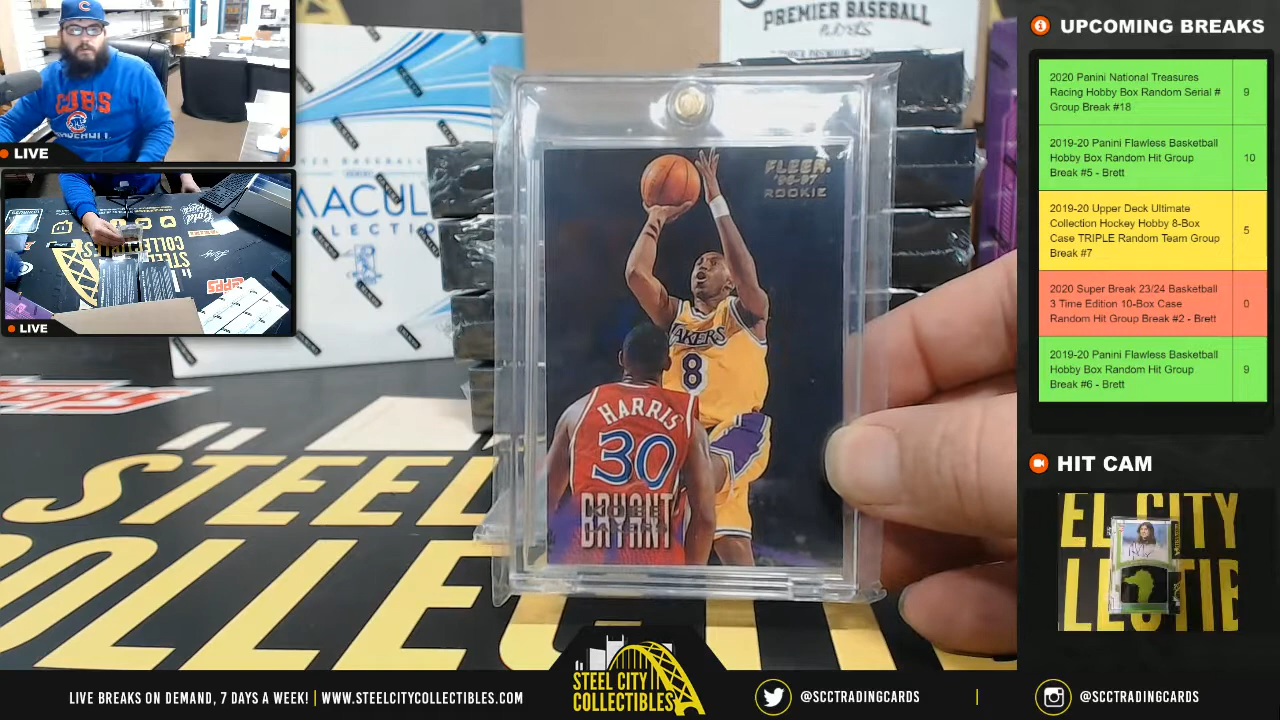 C
CUBS
LIVE
LIVE
PREMIER BASEBALL
FLEER
96-97
ROOKIE
LAKERS
8
HARRIS
30
KOBE
BRYANT
STEEL
UPCOMING BREAKS
2020 Panini National Treasures
Racing Hobby Box Random Serial #
Group Break #18
9
2019-20 Panini Flawless Basketball
Hobby Box Random Hit Group
Break #5 - Brett
10
2019-20 Upper Deck Ultimate
Collection Hockey Hobby 8-Box
Case TRIPLE Random Team Group
Break #7
5
2020 Super Break 23/24 Basketball
3 Time Edition 10-Box Case
Random Hit Group Break #2 - Brett
0
2019-20 Panini Flawless Basketball
Hobby Box Random Hit Group
Break #6 - Brett
9
HIT CAM
LIVE BREAKS ON DEMAND, 7 DAYS A WEEK! | WWW.STEELCITYCOLLECTIBLES.COM
STEEL CITY
COLLECTIBLES
@SCCTRADINGCARDS
|
@SCCTRADINGCARDS